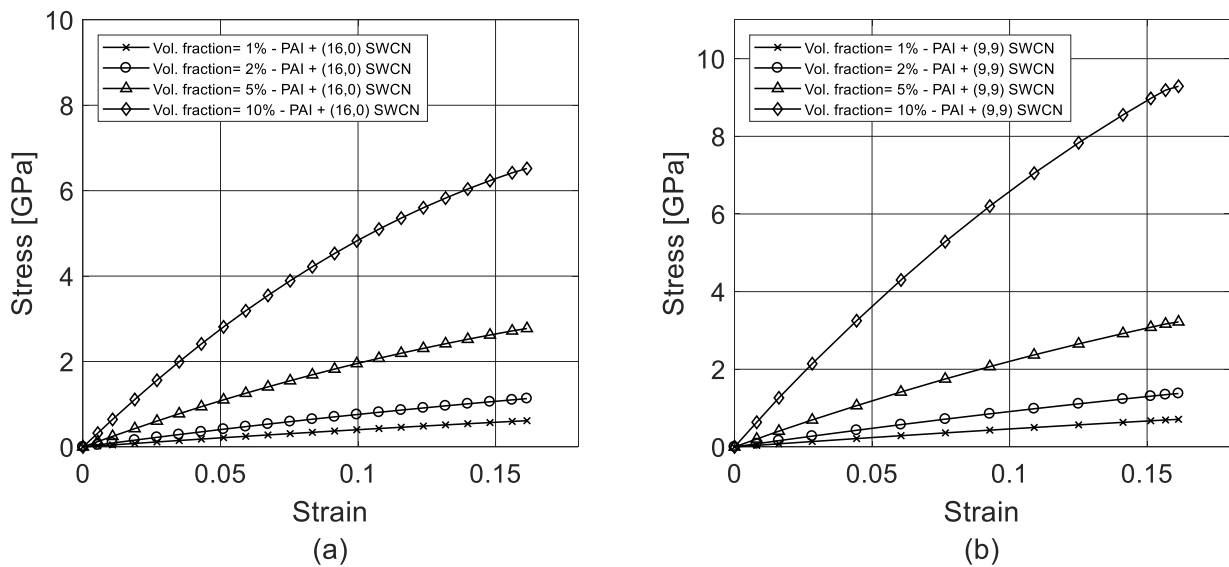 10
8
6
4
2
0
Stress [GPa]
Vol. fraction= 1% - PAI + (16,0) SWCN
Vol. fraction= 2% - PAI + (16,0) SWCN
Vol. fraction= 5% - PAI + (16,0) SWCN
Vol. fraction= 10% - PAI + (16,0) SWCN
0 0.05 0.1 0.15
Strain
(a)
10
8
6
4
2
0
Stress [GPa]
Vol. fraction= 1% - PAI + (9,9) SWCN
Vol. fraction= 2% - PAI + (9,9) SWCN
Vol. fraction= 5% - PAI + (9,9) SWCN
Vol. fraction= 10% - PAI + (9,9) SWCN
0 0.05 0.1 0.15
Strain
(b)